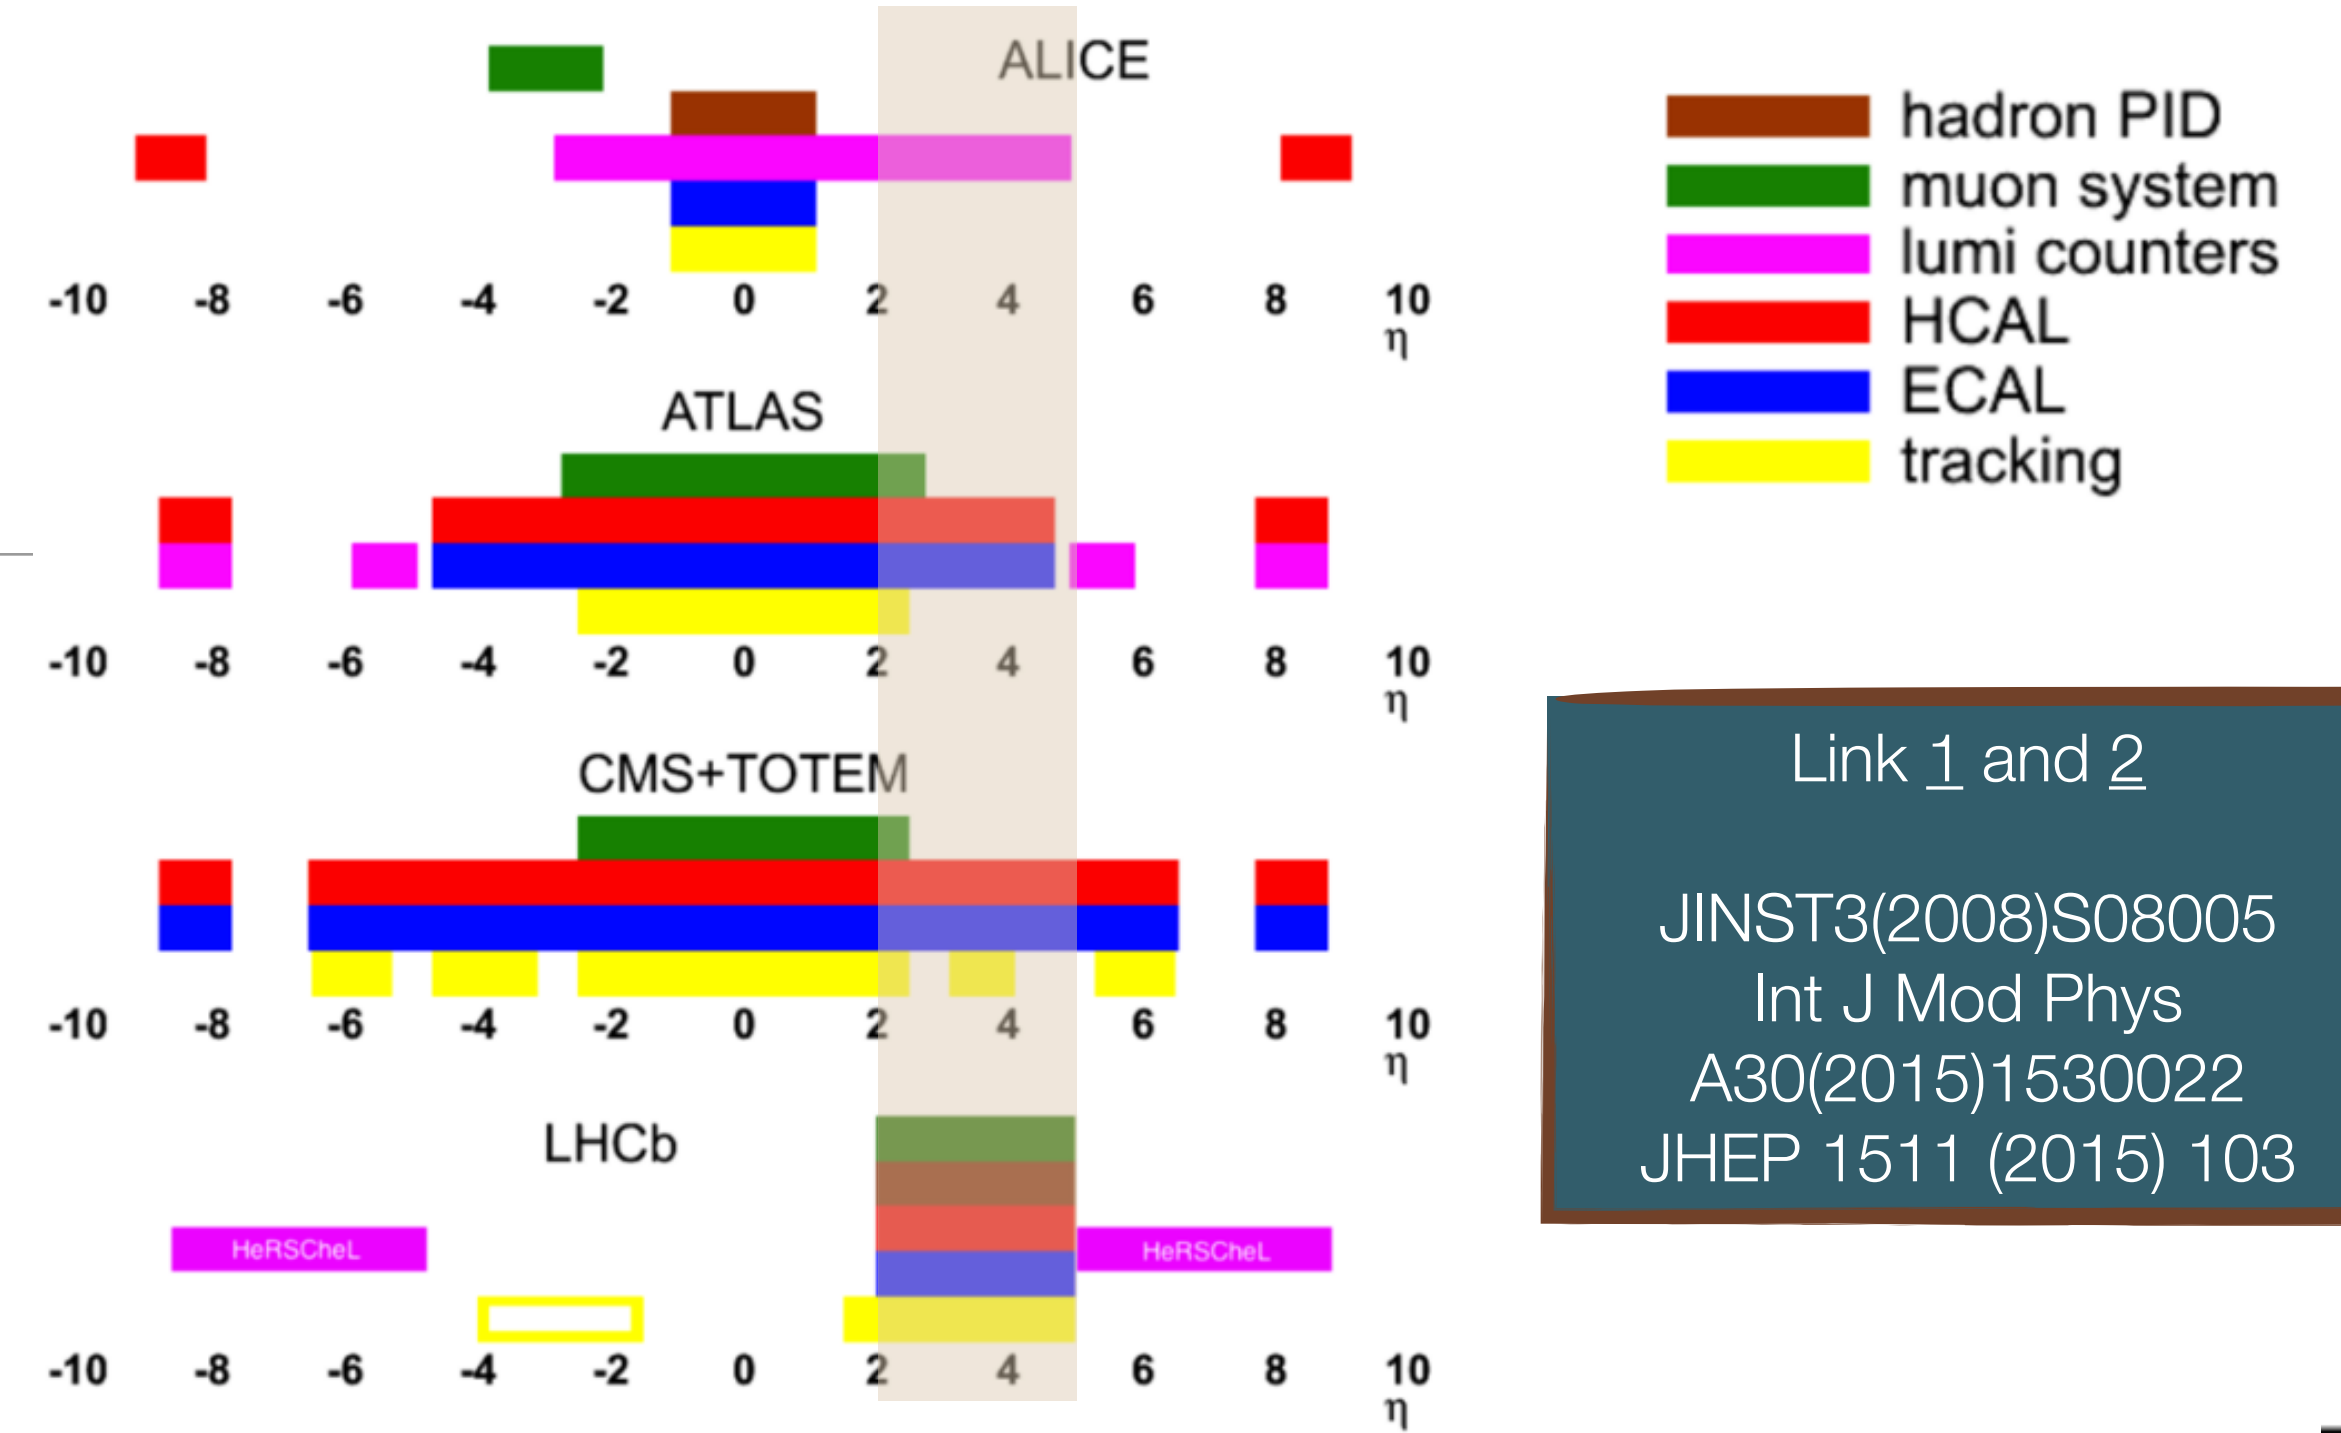 ALICE
-10 -8 -6 -4 -2 0 2 4 6 8 10
η
ATLAS
-10 -8 -6 -4 -2 0 2 4 6 8 10
η
CMS+TOTEM
-10 -8 -6 -4 -2 0 2 4 6 8 10
η
LHCb
HeRSCheL HeRSCheL
-10 -8 -6 -4 -2 0 2 4 6 8 10
η
hadron PID
muon system
lumi counters
HCAL
ECAL
tracking
Link 1 and 2
JINST3(2008)S08005
Int J Mod Phys
A30(2015)1530022
JHEP 1511 (2015) 103